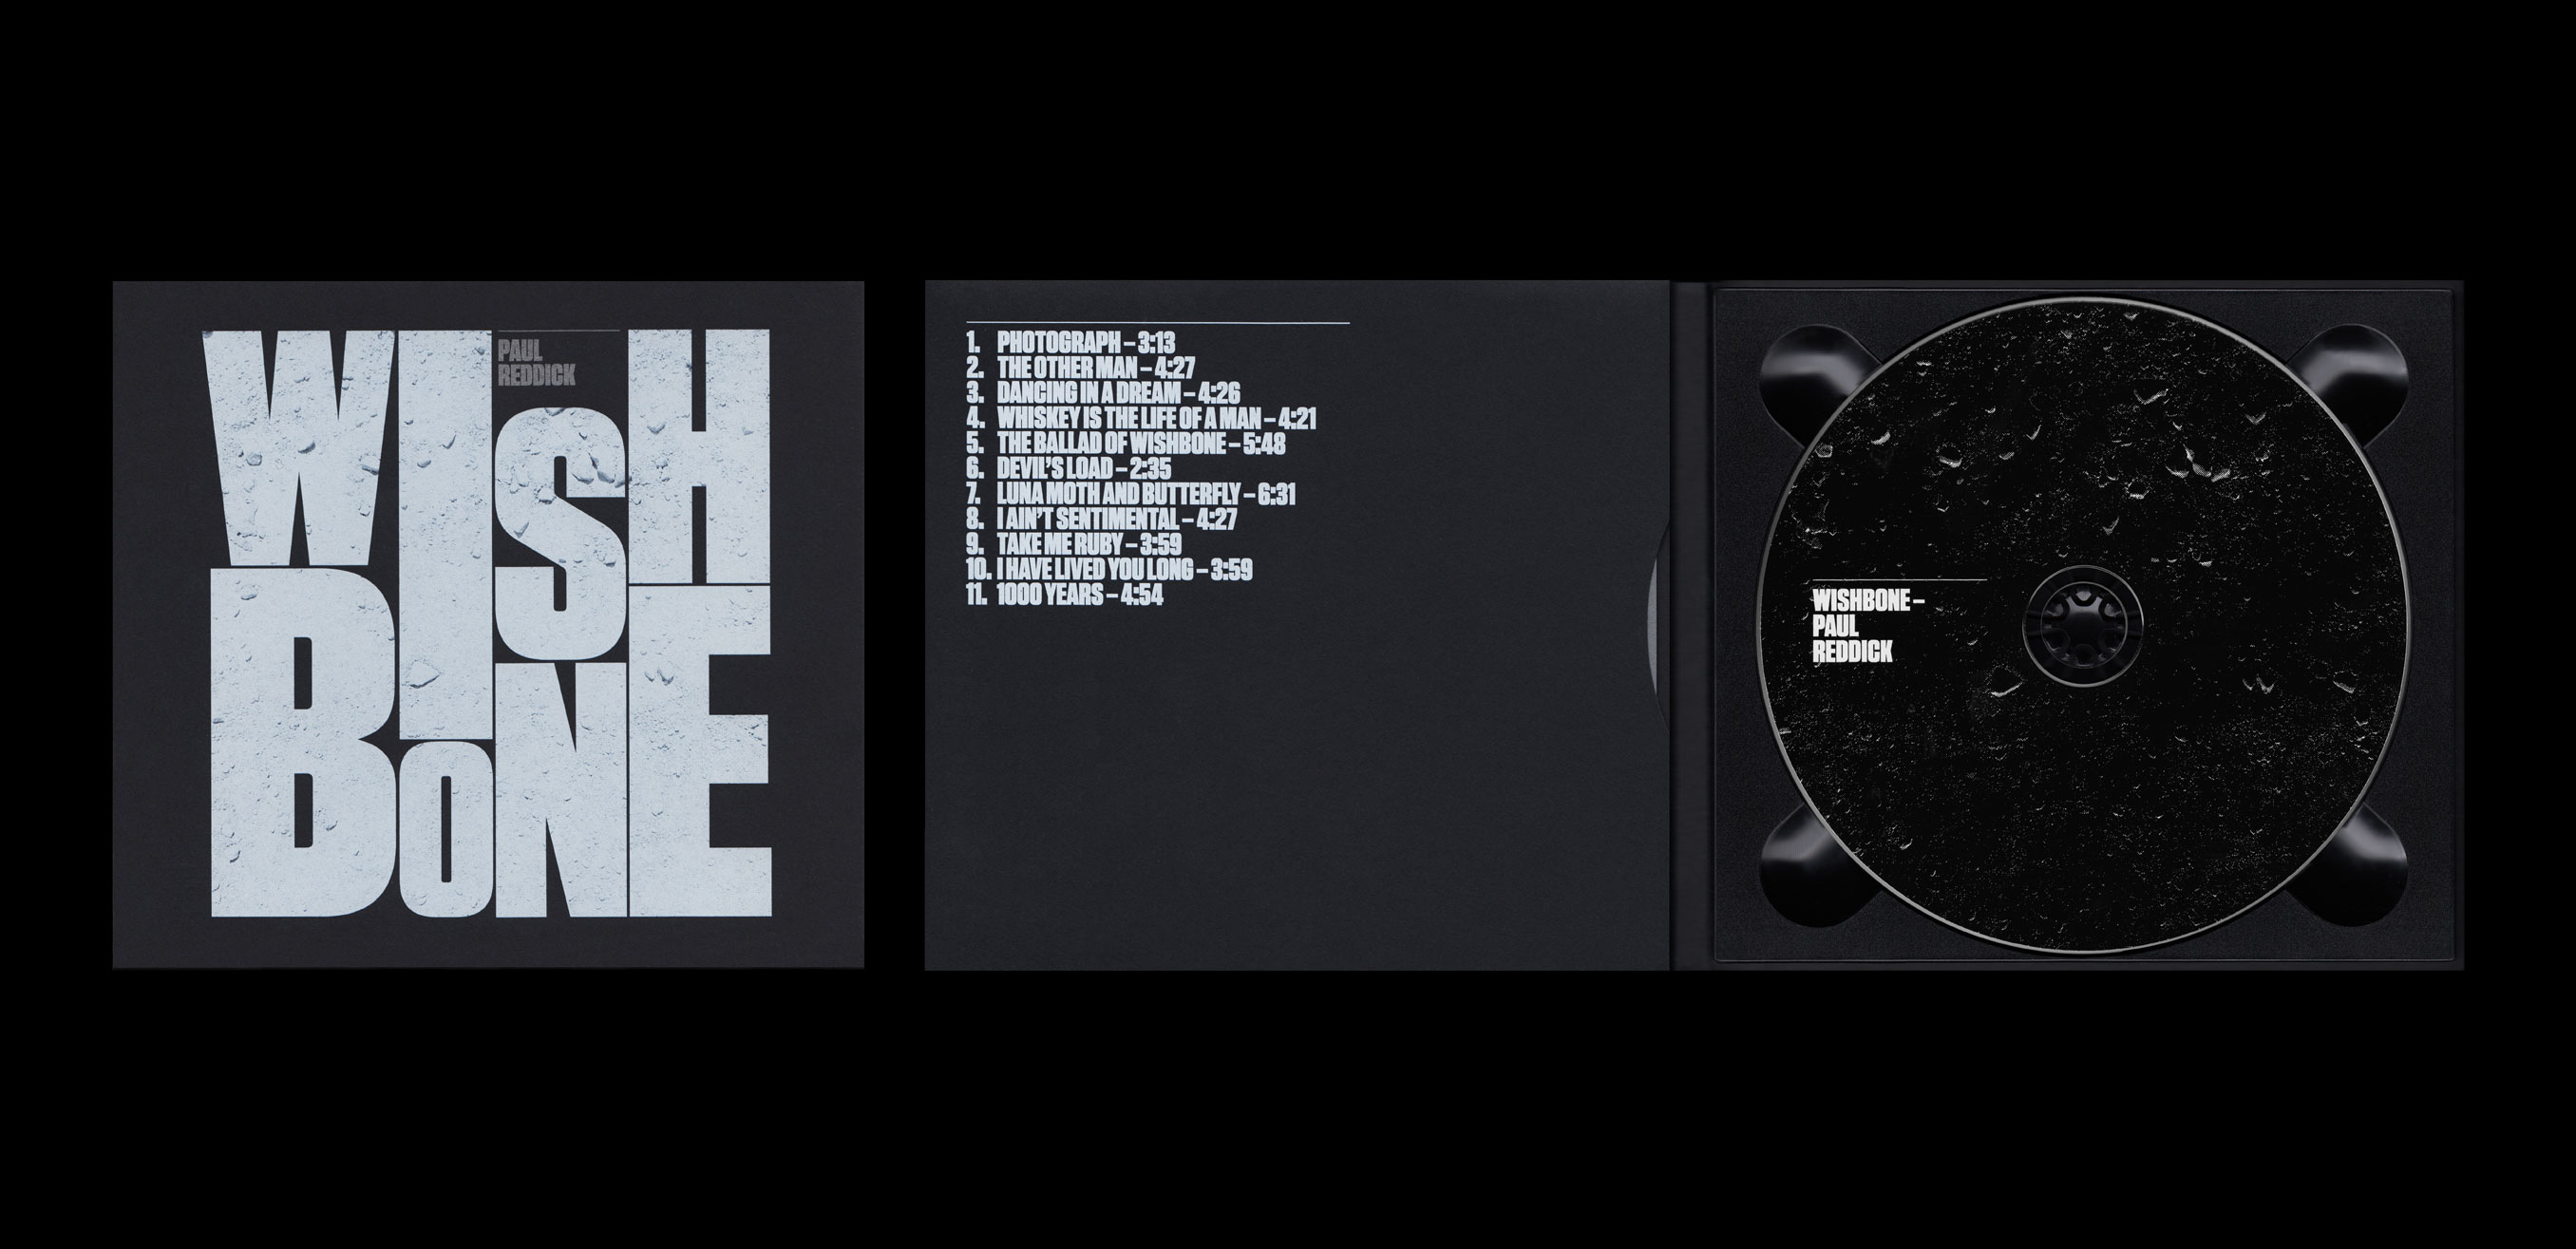 WISH
BONE
PAUL
REDDICK
1. PHOTOGRAPH – 3:13
2. THE OTHER MAN – 4:27
3. DANCING IN A DREAM – 4:26
4. WHISKEY IS THE LIFE OF A MAN – 4:21
5. THE BALLAD OF WISHBONE – 5:48
6. DEVIL’S LOAD – 2:35
7. LUNA MOTH AND BUTTERFLY – 6:31
8. I AIN’T SENTIMENTAL – 4:27
9. TAKE ME RUBY – 3:59
10. I HAVE LIVED YOU LONG – 3:59
11. 1000 YEARS – 4:54
WISHBONE –
PAUL
REDDICK